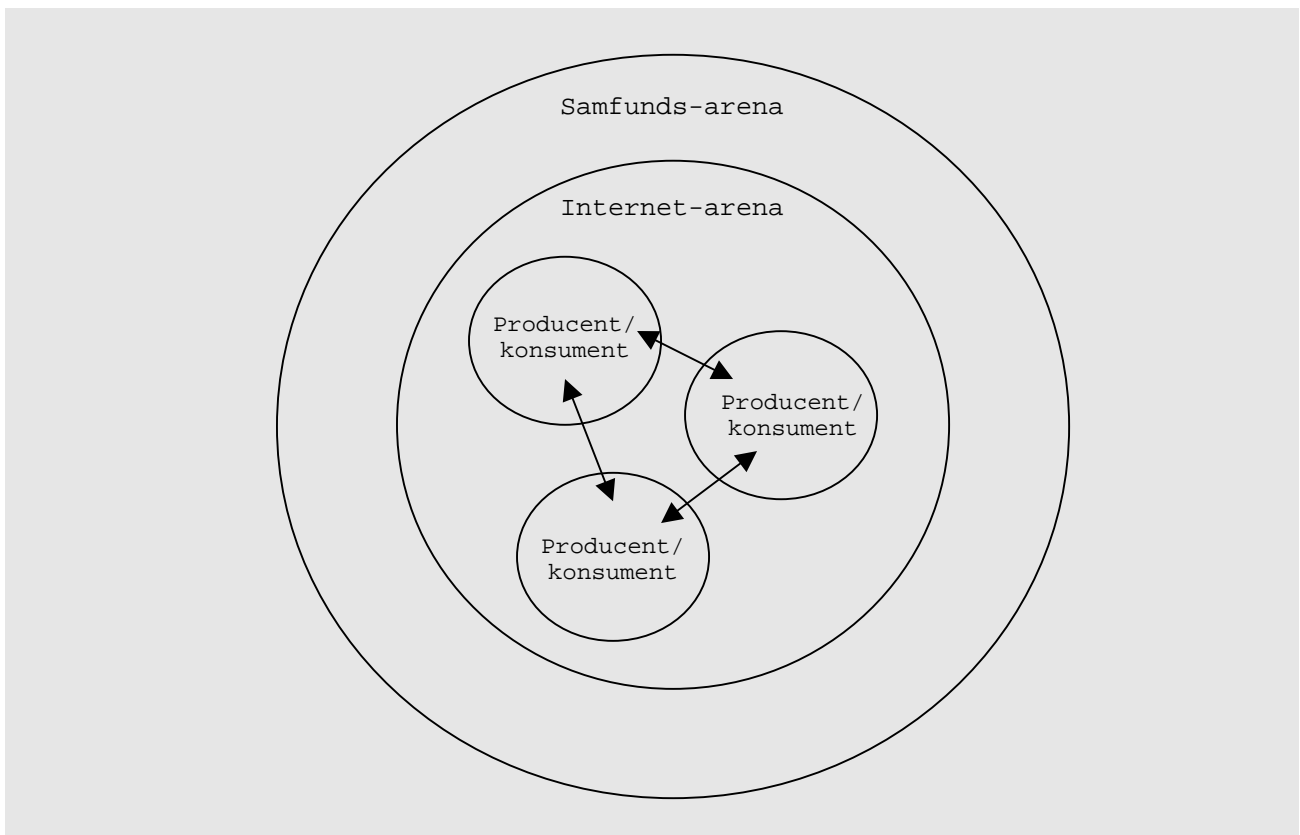 Samfunds-arena
Internet-arena
Producent/
konsument
Producent/
konsument
Producent/
konsument